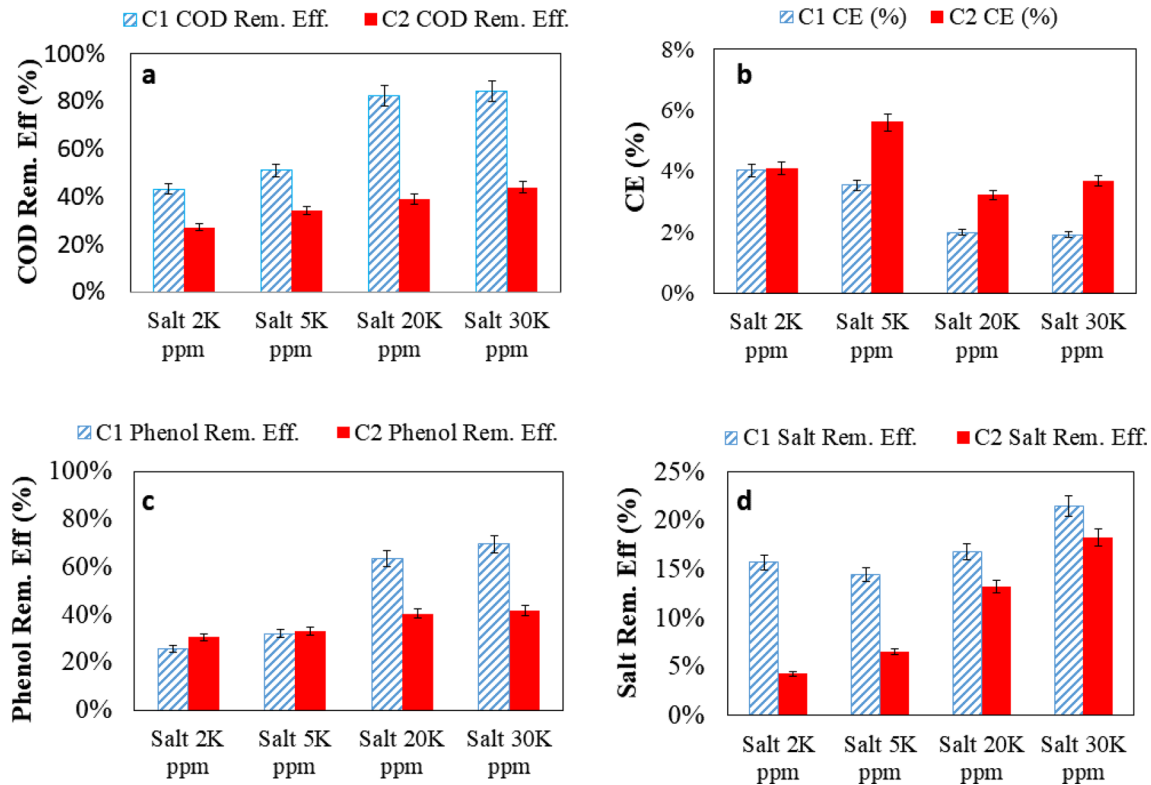 C1 COD Rem. Eff. C2 COD Rem. Eff.
a
COD Rem. Eff (%)
100%
80%
60%
40%
20%
0%
Salt 2K ppm
Salt 5K ppm
Salt 20K ppm
Salt 30K ppm
C1 CE (%) C2 CE (%)
b
CE (%)
8%
6%
4%
2%
0%
Salt 2K ppm
Salt 5K ppm
Salt 20K ppm
Salt 30K ppm
C1 Phenol Rem. Eff. C2 Phenol Rem. Eff.
c
Phenol Rem. Eff (%)
100%
80%
60%
40%
20%
0%
Salt 2K ppm
Salt 5K ppm
Salt 20K ppm
Salt 30K ppm
C1 Salt Rem. Eff. C2 Salt Rem. Eff.
d
Salt Rem. Eff (%)
25%
20%
15%
10%
5%
0%
Salt 2K ppm
Salt 5K ppm
Salt 20K ppm
Salt 30K ppm